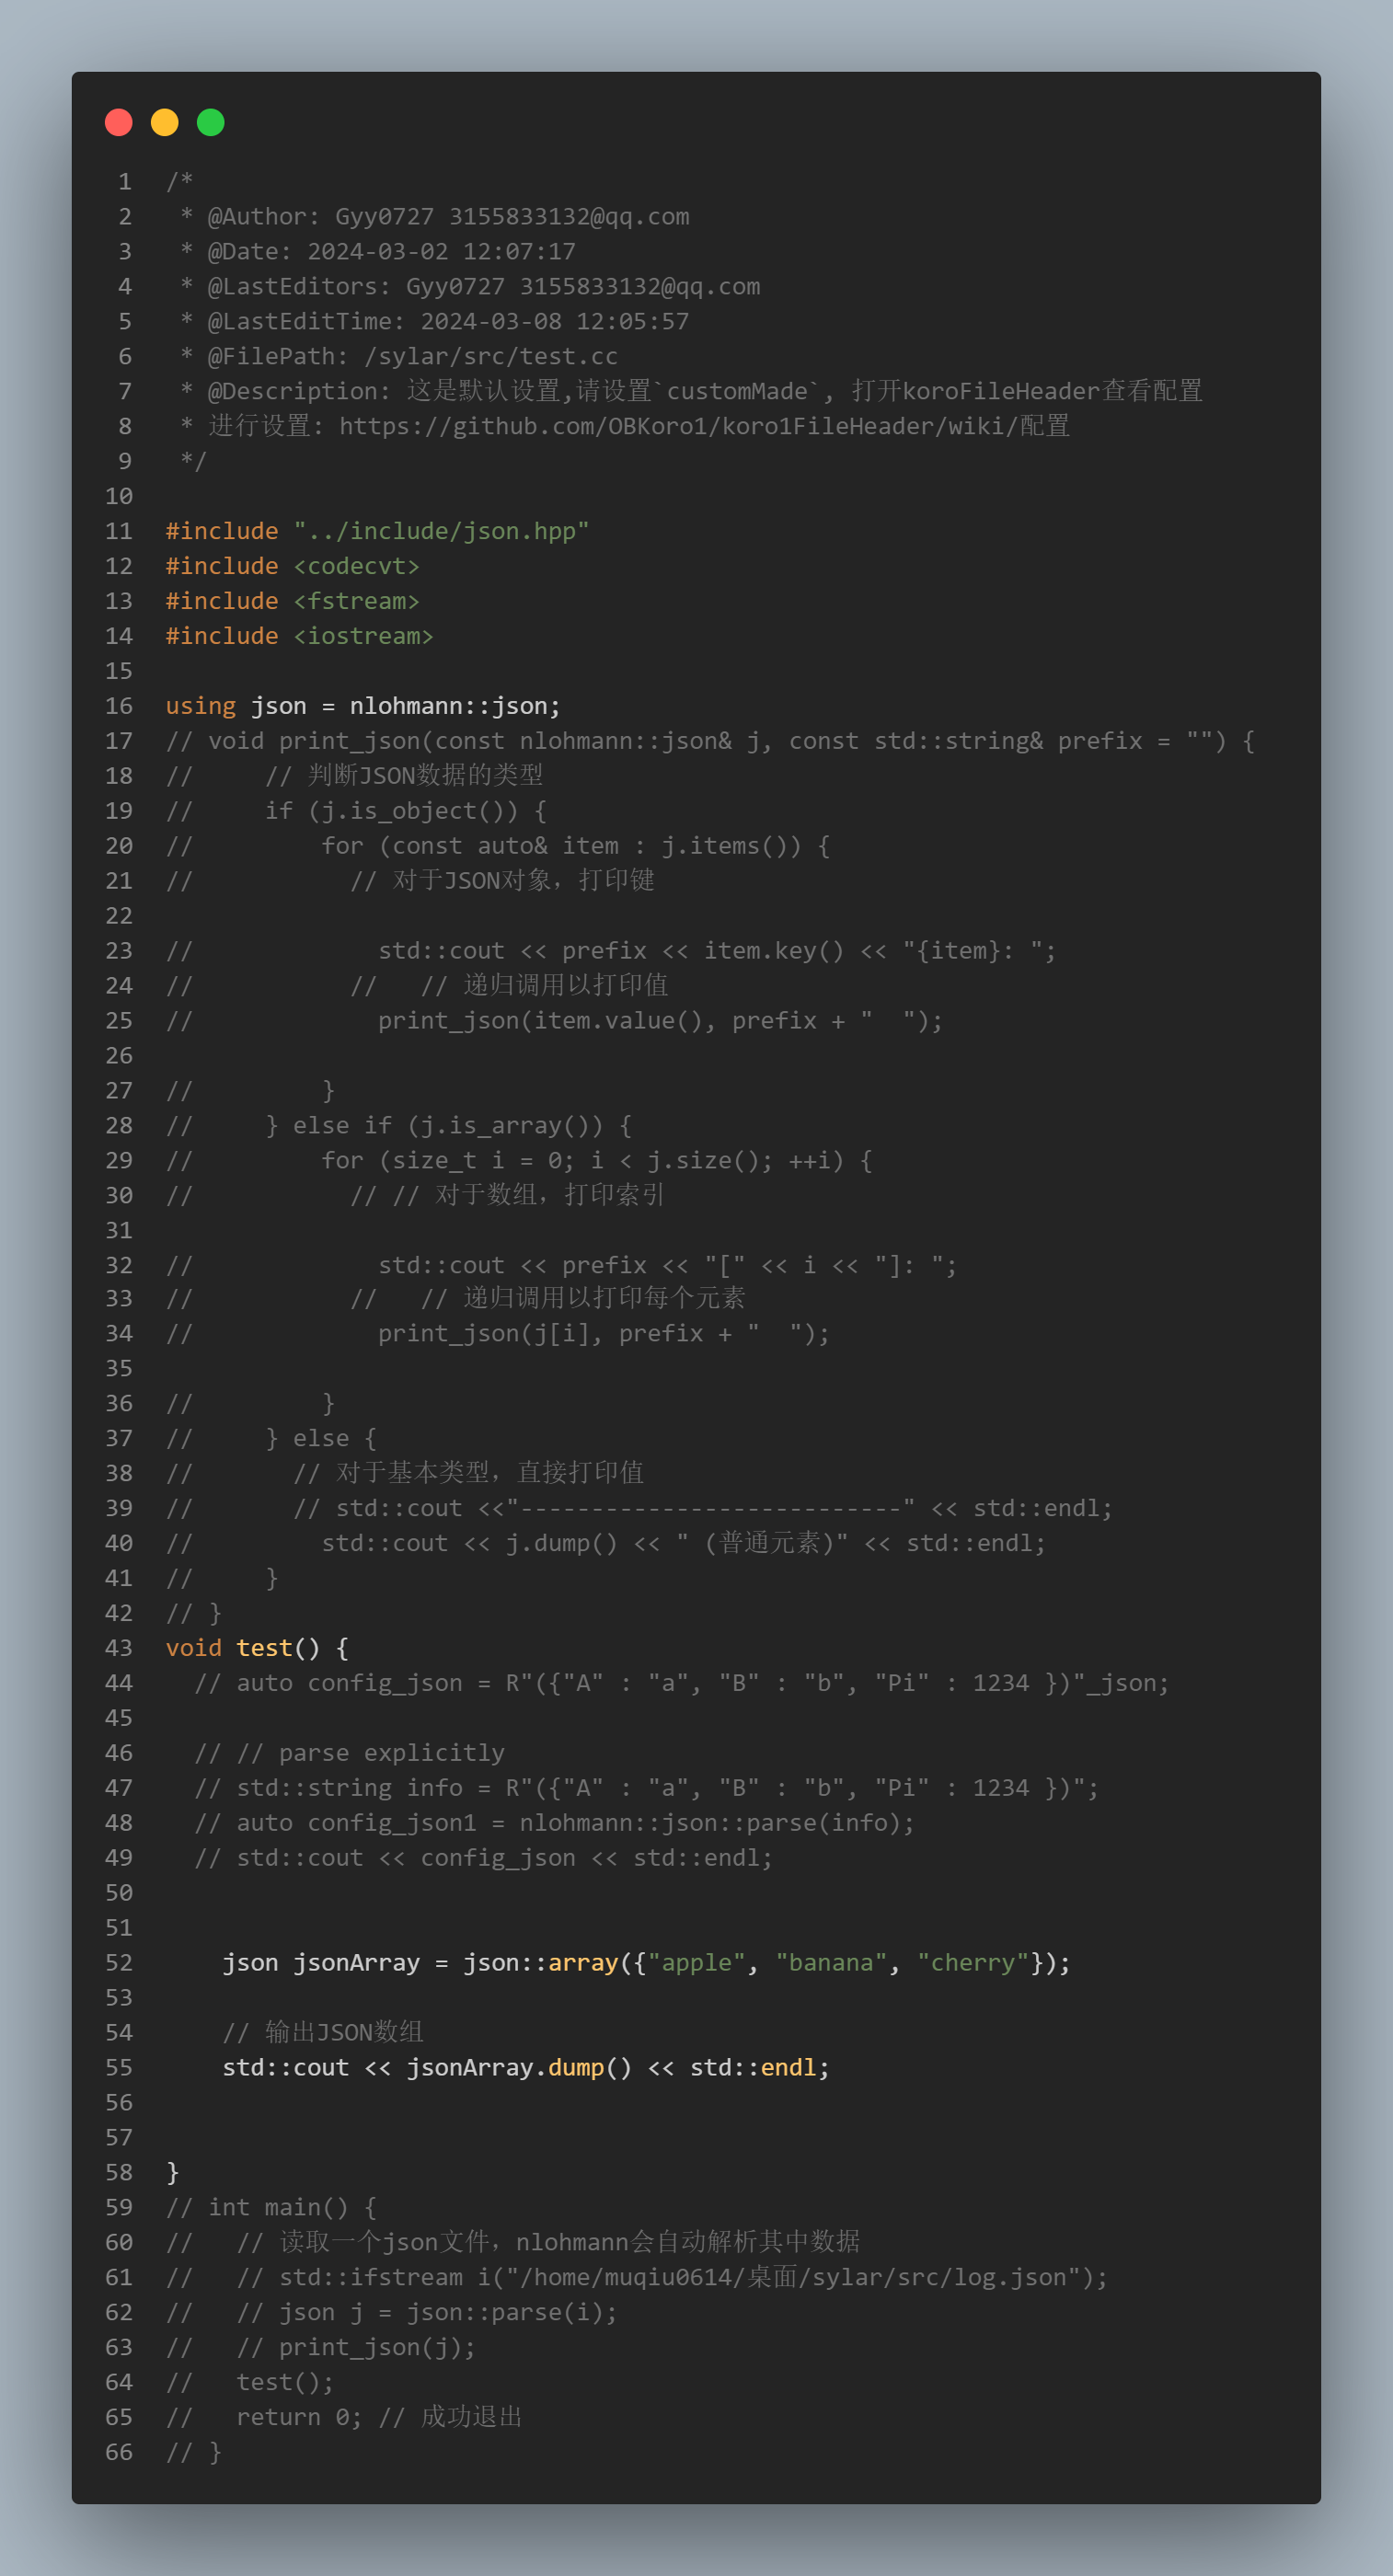 1 /*
2  * @Author: Gyy0727 3155833132@qq.com
3  * @Date: 2024-03-02 12:07:17
4  * @LastEditors: Gyy0727 3155833132@qq.com
5  * @LastEditTime: 2024-03-08 12:05:57
6  * @FilePath: /sylar/src/test.cc
7  * @Description: 这是默认设置,请设置`customMade`, 打开koroFileHeader查看配置
8  * 进行设置: https://github.com/OBKoro1/koro1FileHeader/wiki/配置
9  */
10
11 #include "../include/json.hpp"
12 #include <codecvt>
13 #include <fstream>
14 #include <iostream>
15
16 using json = nlohmann::json;
17 // void print_json(const nlohmann::json& j, const std::string& prefix = "") {
18 //     // 判断JSON数据的类型
19 //     if (j.is_object()) {
20 //         for (const auto& item : j.items()) {
21 //           // 对于JSON对象，打印键
22
23 //             std::cout << prefix << item.key() << "{item}: ";
24 //           //   // 递归调用以打印值
25 //             print_json(item.value(), prefix + "  ");
26
27 //         }
28 //     } else if (j.is_array()) {
29 //         for (size_t i = 0; i < j.size(); ++i) {
30 //           // // 对于数组，打印索引
31
32 //             std::cout << prefix << "[" << i << "]: ";
33 //           //   // 递归调用以打印每个元素
34 //             print_json(j[i], prefix + "  ");
35
36 //         }
37 //     } else {
38 //       // 对于基本类型，直接打印值
39 //       // std::cout <<"---------------------------" << std::endl;
40 //         std::cout << j.dump() << " (普通元素)" << std::endl;
41 //     }
42 // }
43 void test() {
44   // auto config_json = R"({"A" : "a", "B" : "b", "Pi" : 1234 })"_json;
45
46   // // parse explicitly
47   // std::string info = R"({"A" : "a", "B" : "b", "Pi" : 1234 })";
48   // auto config_json1 = nlohmann::json::parse(info);
49   // std::cout << config_json << std::endl;
50
51
52     json jsonArray = json::array({"apple", "banana", "cherry"});
53
54     // 输出JSON数组
55     std::cout << jsonArray.dump() << std::endl;
56
57
58 }
59 // int main() {
60 //   // 读取一个json文件，nlohmann会自动解析其中数据
61 //   // std::ifstream i("/home/muqiu0614/桌面/sylar/src/log.json");
62 //   // json j = json::parse(i);
63 //   // print_json(j);
64 //   test();
65 //   return 0; // 成功退出
66 // }